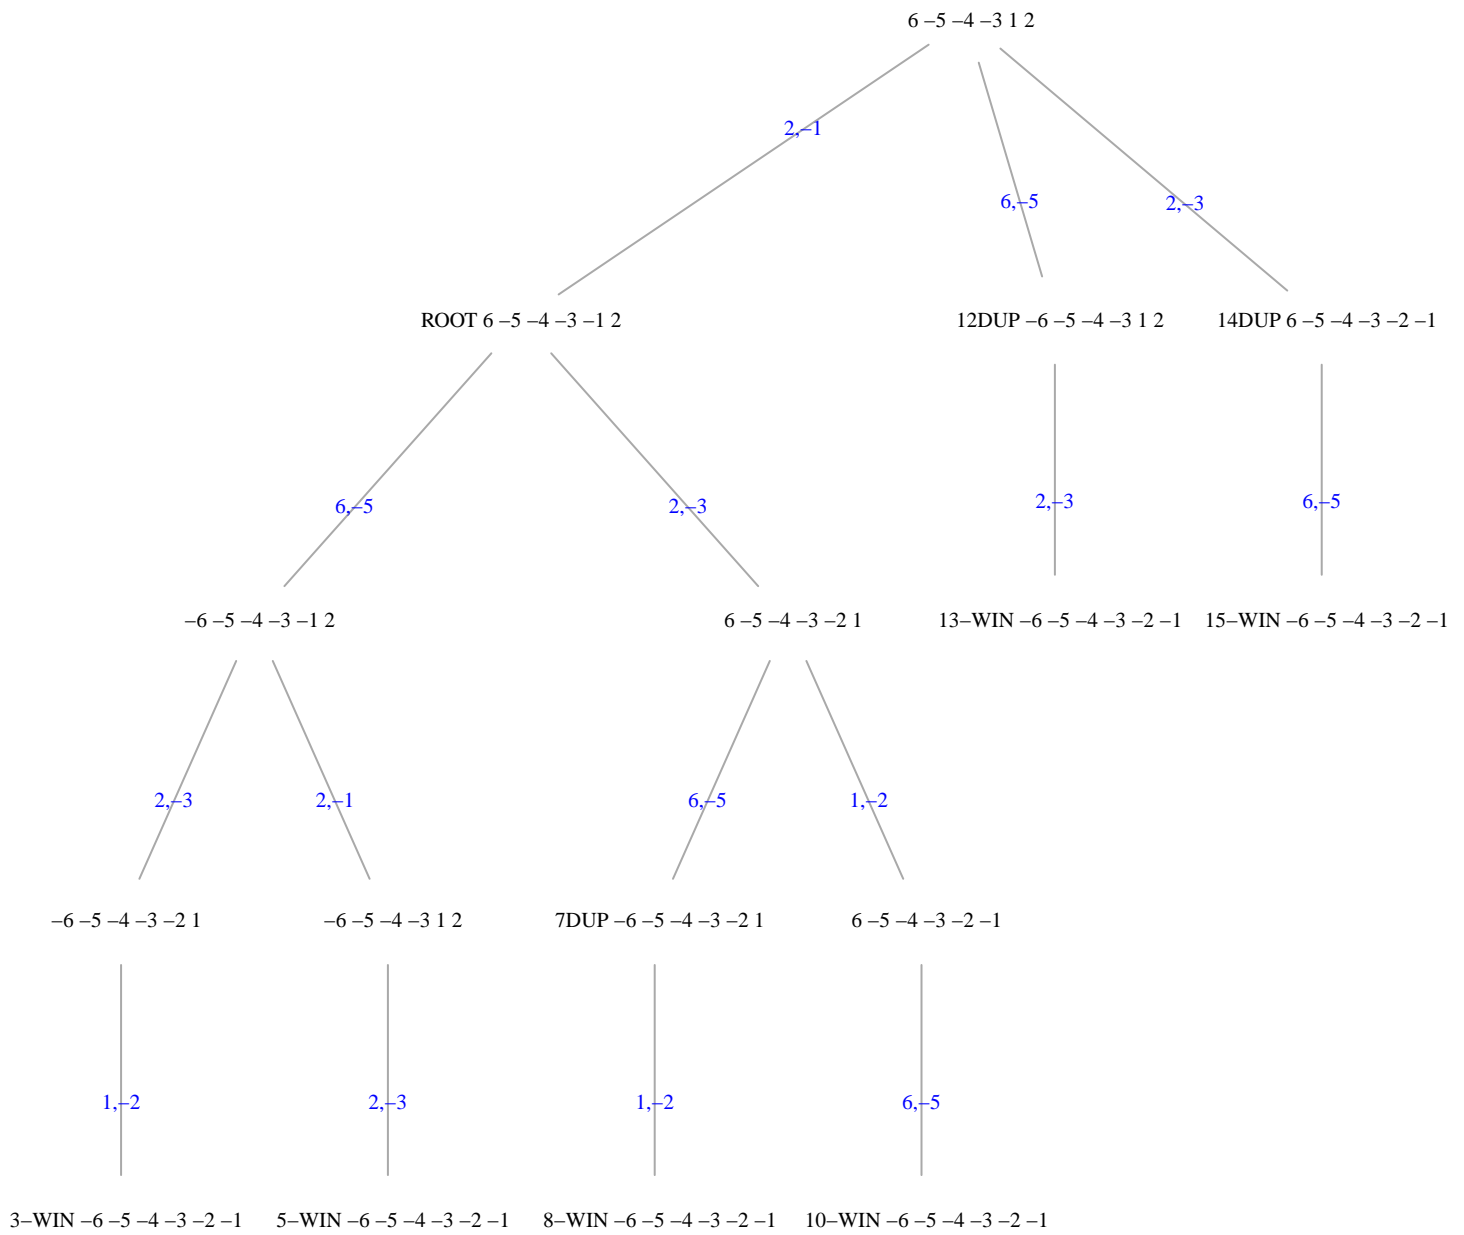 6 –5 –4 –3 1 2
2,–1
6,–5
2,–3
ROOT 6 –5 –4 –3 –1 2
12DUP –6 –5 –4 –3 1 2
14DUP 6 –5 –4 –3 –2 –1
6,–5
2,–3
2,–3
6,–5
–6 –5 –4 –3 –1 2
6 –5 –4 –3 –2 1
13–WIN –6 –5 –4 –3 –2 –1
15–WIN –6 –5 –4 –3 –2 –1
2,–3
2,–1
6,–5
1,–2
–6 –5 –4 –3 –2 1
–6 –5 –4 –3 1 2
7DUP –6 –5 –4 –3 –2 1
6 –5 –4 –3 –2 –1
1,–2
2,–3
1,–2
6,–5
3–WIN –6 –5 –4 –3 –2 –1
5–WIN –6 –5 –4 –3 –2 –1
8–WIN –6 –5 –4 –3 –2 –1
10–WIN –6 –5 –4 –3 –2 –1